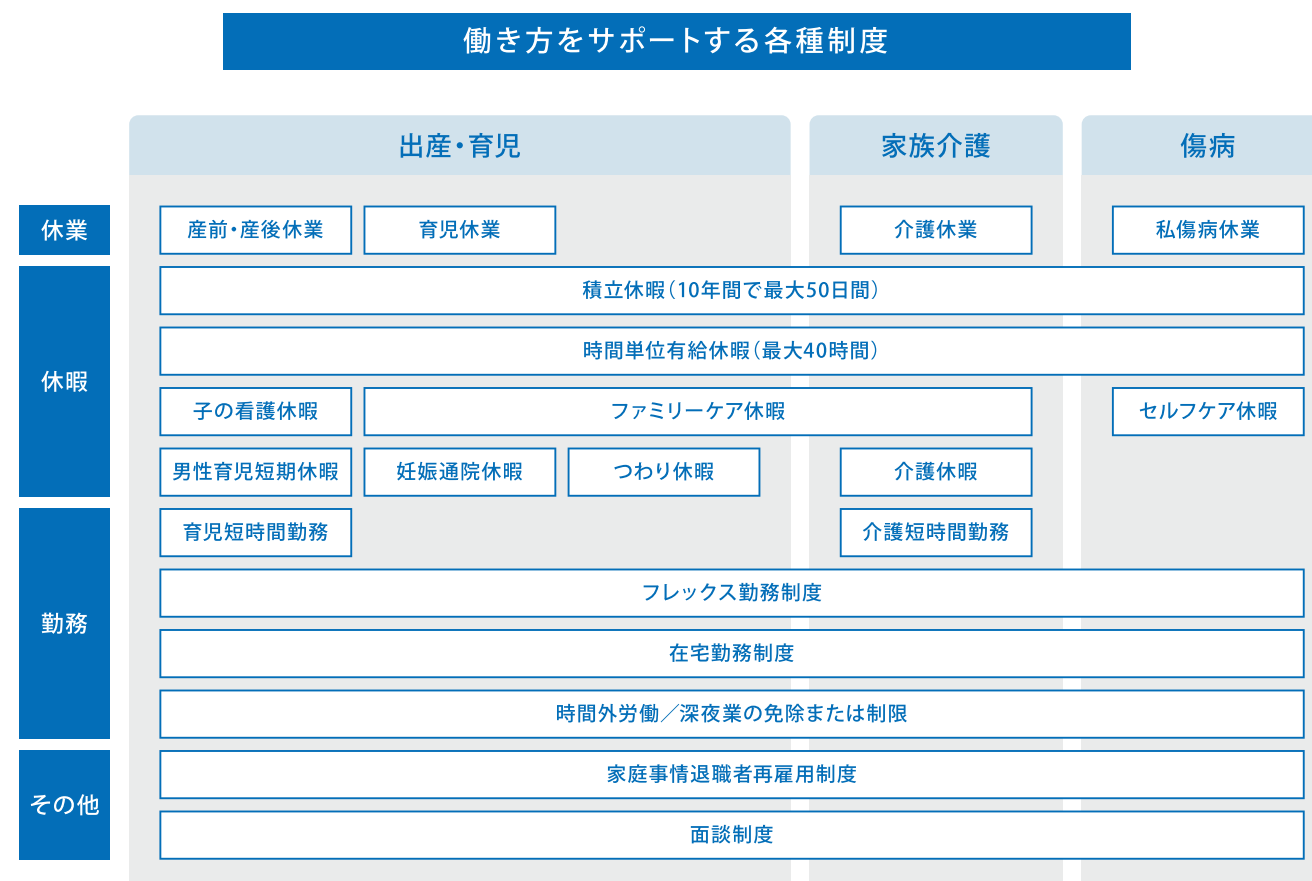 働き方をサポートする各種制度
出産・育児
家族介護
傷病
休業
産前・産後休業
育児休業
介護休業
私傷病休業
休暇
積立休暇（10年間で最大50日間）
時間単位有給休暇（最大40時間）
子の看護休暇
ファミリーケア休暇
セルフケア休暇
男性育児短期休暇
妊娠通院休暇
つわり休暇
介護休暇
勤務
育児短時間勤務
介護短時間勤務
フレックス勤務制度
在宅勤務制度
時間外労働／深夜業の免除または制限
その他
家庭事情退職者再雇用制度
面談制度